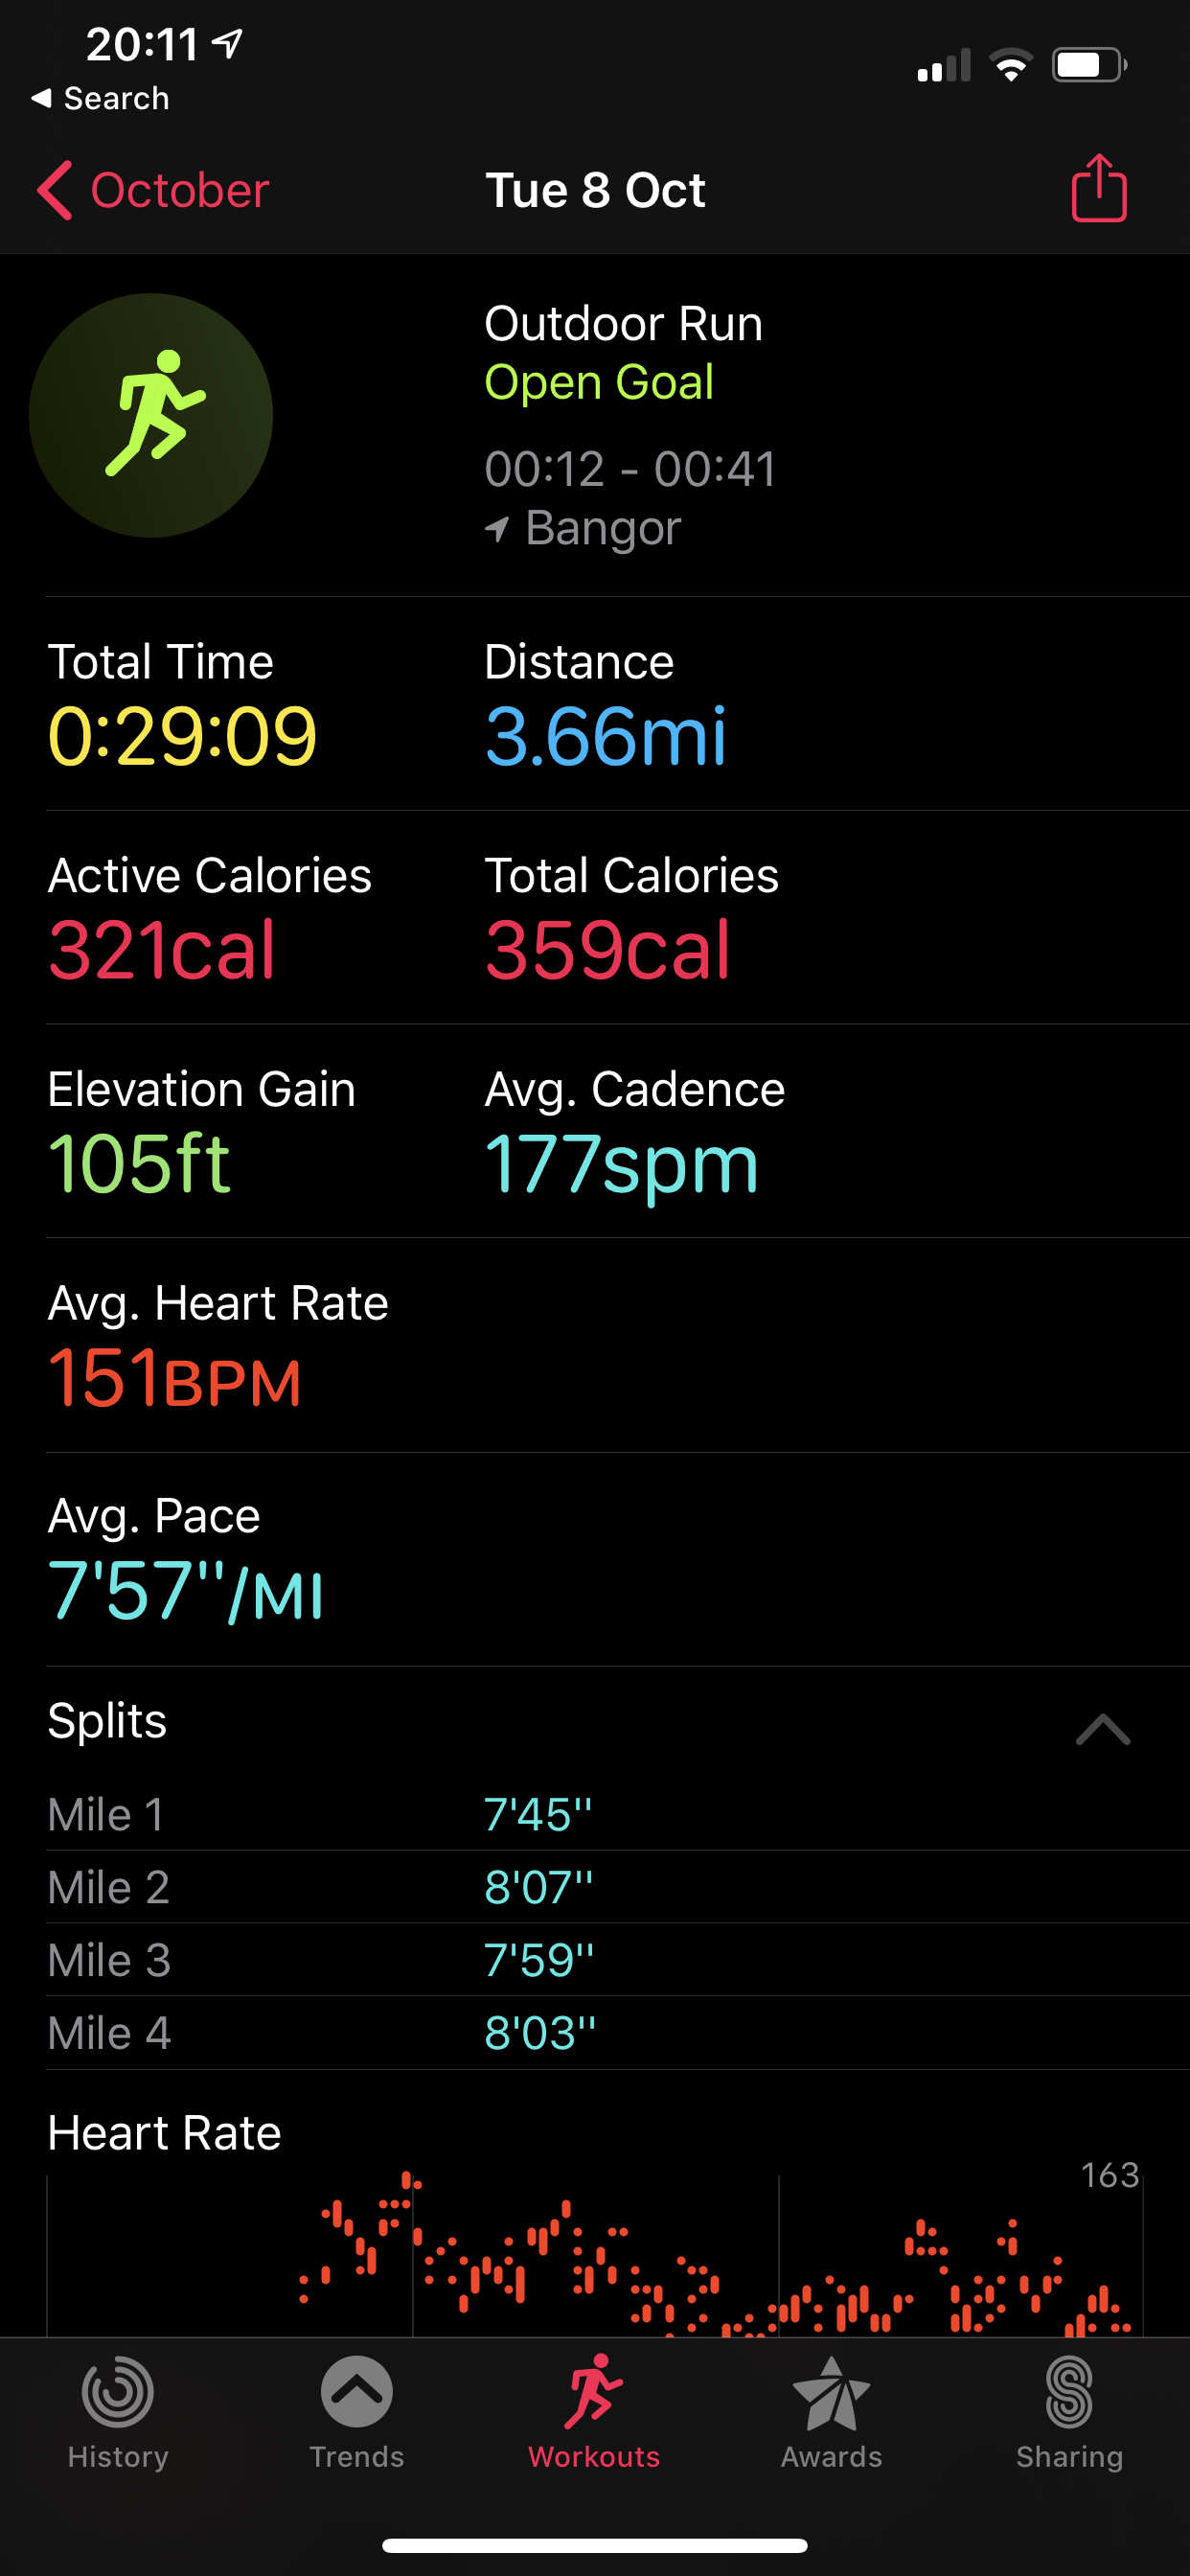 20:11
Search
October
Tue 8 Oct
Outdoor Run
Open Goal
00:12 - 00:41
Bangor
Total Time
Distance
0:29:09
3.66mi
Active Calories
Total Calories
321cal
359cal
Elevation Gain
Avg. Cadence
105ft
177spm
Avg. Heart Rate
151BPM
Avg. Pace
7'57''/MI
Splits
Mile 1 7'45''
Mile 2 8'07''
Mile 3 7'59''
Mile 4 8'03''
Heart Rate
163
History
Trends
Workouts
Awards
Sharing